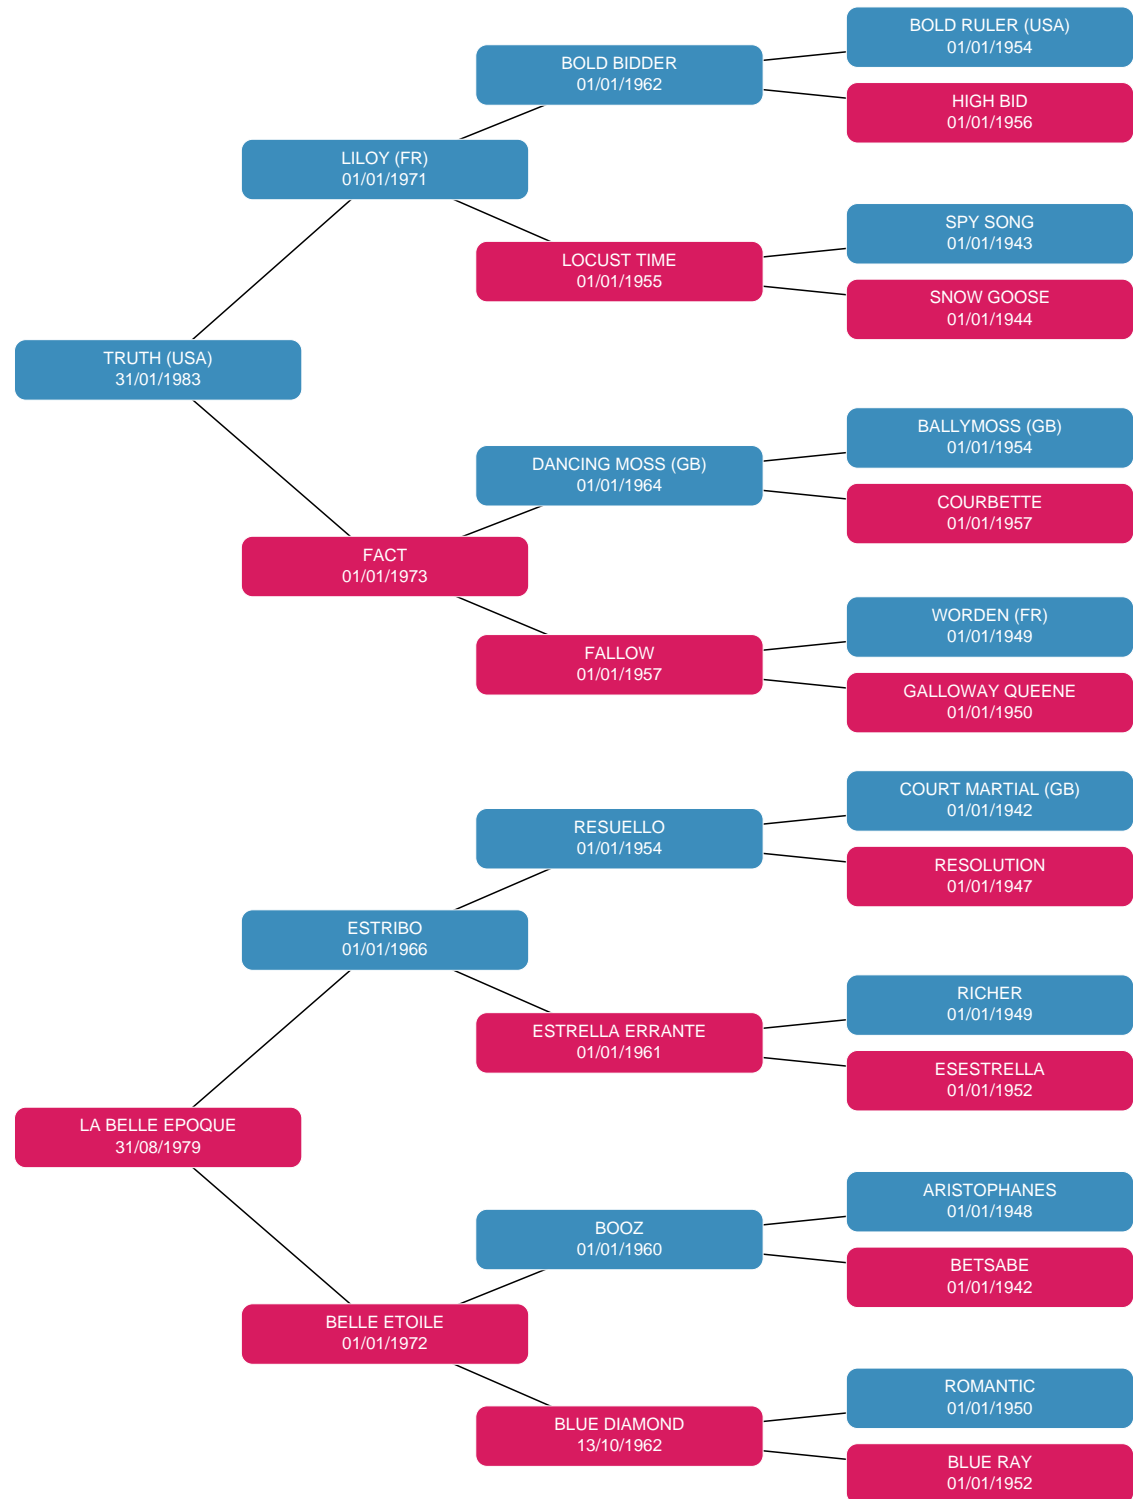 BOLD RULER (USA)
01/01/1954
BOLD BIDDER
01/01/1962
HIGH BID
01/01/1956
LILOY (FR)
01/01/1971
SPY SONG
01/01/1943
LOCUST TIME
01/01/1955
SNOW GOOSE
01/01/1944
TRUTH (USA)
31/01/1983
BALLYMOSS (GB)
01/01/1954
DANCING MOSS (GB)
01/01/1964
COURBETTE
01/01/1957
FACT
01/01/1973
WORDEN (FR)
01/01/1949
FALLOW
01/01/1957
GALLOWAY QUEENE
01/01/1950
COURT MARTIAL (GB)
01/01/1942
RESUELLO
01/01/1954
RESOLUTION
01/01/1947
ESTRIBO
01/01/1966
RICHER
01/01/1949
ESTRELLA ERRANTE
01/01/1961
ESESTRELLA
01/01/1952
LA BELLE EPOQUE
31/08/1979
ARISTOPHANES
01/01/1948
BOOZ
01/01/1960
BETSABE
01/01/1942
BELLE ETOILE
01/01/1972
ROMANTIC
01/01/1950
BLUE DIAMOND
13/10/1962
BLUE RAY
01/01/1952